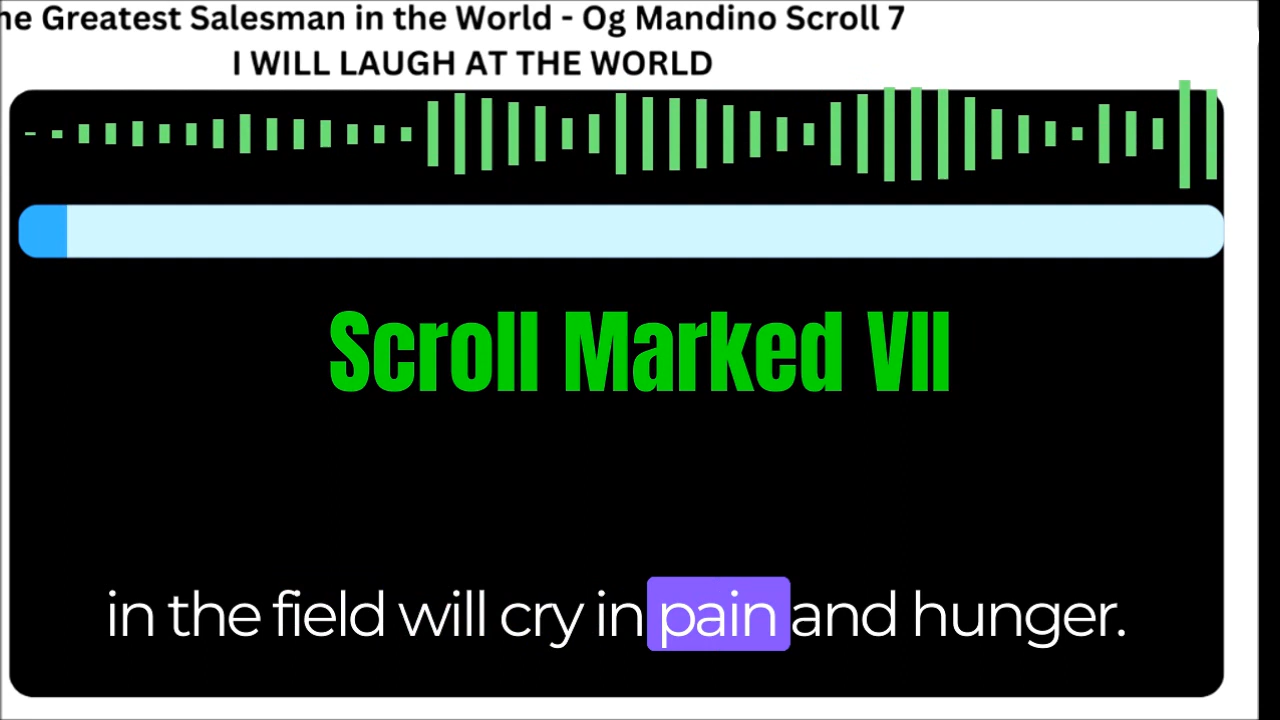 he Greatest Salesman in the World - Og Mandino Scroll 7
I WILL LAUGH AT THE WORLD
Scroll Marked VII
in the field will cry in pain and hunger.